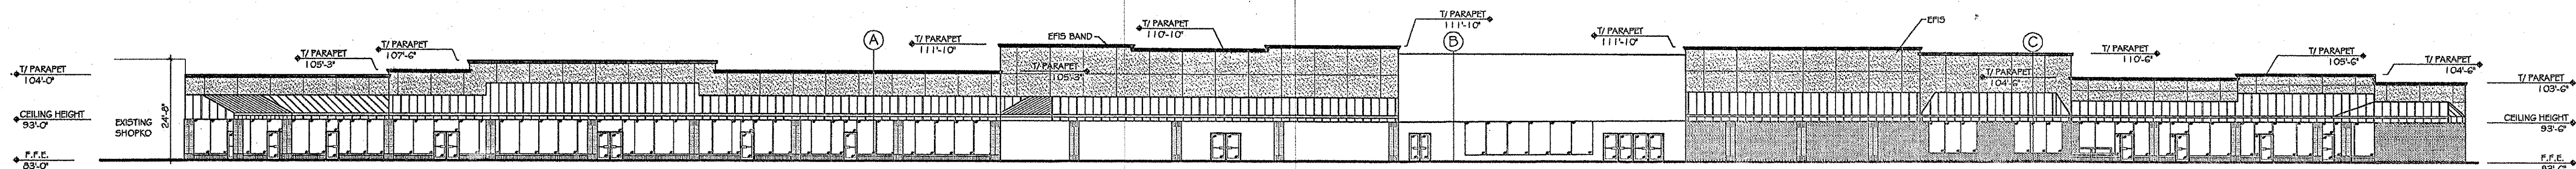 T/ PARAPET
104'-0"
CEILING HEIGHT
93'-0"
F.F.E.
83'-0"
EXISTING
SHOPKO
24'-8"
T/ PARAPET
105'-3"
T/ PARAPET
107'-6"
A
T/ PARAPET
111'-10"
EFIS BAND
T/ PARAPET
105'-3"
T/ PARAPET
110'-10"
T/ PARAPET
111'-10"
B
T/ PARAPET
111'-10"
EFIS
T/ PARAPET
104'-6"
C
T/ PARAPET
110'-6"
T/ PARAPET
105'-6"
T/ PARAPET
104'-6"
T/ PARAPET
103'-6"
CEILING HEIGHT
93'-6"
F.F.E.